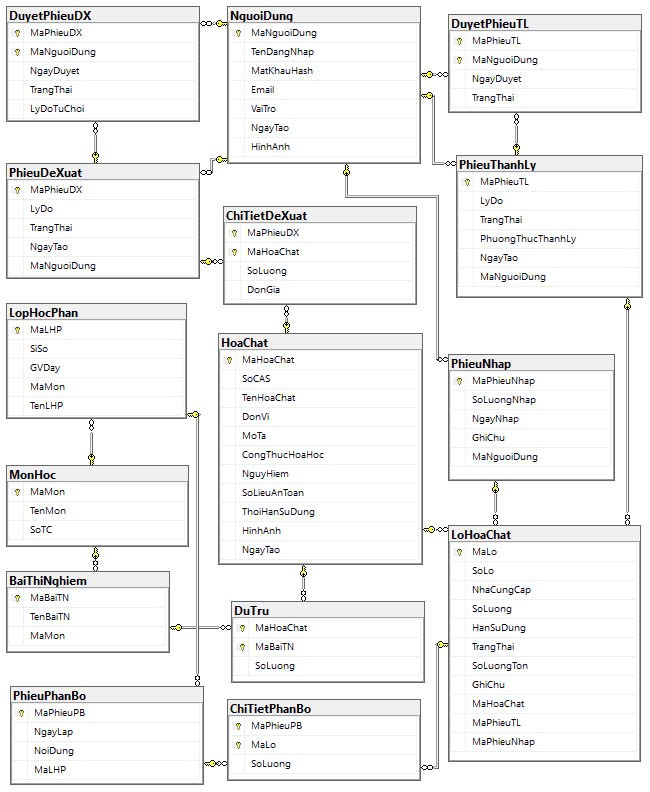 DuyetPhieuDX
MaPhieuDX
MaNguoiDung
NgayDuyet
TrangThai
LyDoTuChoi
NguoiDung
MaNguoiDung
TenDangNhap
MatKhauHash
Email
VaiTro
NgayTao
HinhAnh
DuyetPhieuTL
MaPhieuTL
MaNguoiDung
NgayDuyet
TrangThai
PhieuDeXuat
MaPhieuDX
LyDo
TrangThai
NgayTao
MaNguoiDung
ChiTietDeXuat
MaPhieuDX
MaHoaChat
SoLuong
DonGia
PhieuThanhLy
MaPhieuTL
LyDo
TrangThai
PhuongThucThanhLy
NgayTao
MaNguoiDung
LopHocPhan
MaLHP
SiSo
GVDay
MaMon
TenLHP
HoaChat
MaHoaChat
SoCAS
TenHoaChat
DonVi
MoTa
CongThucHoaHoc
NguyHiem
SoLieuAnToan
ThoiHanSuDung
HinhAnh
NgayTao
PhieuNhap
MaPhieuNhap
SoLuongNhap
NgayNhap
GhiChu
MaNguoiDung
MonHoc
MaMon
TenMon
SoTC
LoHoaChat
MaLo
SoLo
NhaCungCap
SoLuong
HanSuDung
TrangThai
SoLuongTon
GhiChu
MaHoaChat
MaPhieuTL
MaPhieuNhap
BaiThiNghiem
MaBaiTN
TenBaiTN
MaMon
DuTru
MaHoaChat
MaBaiTN
SoLuong
PhieuPhanBo
MaPhieuPB
NgayLap
NoiDung
MaLHP
ChiTietPhanBo
MaPhieuPB
MaLo
SoLuong